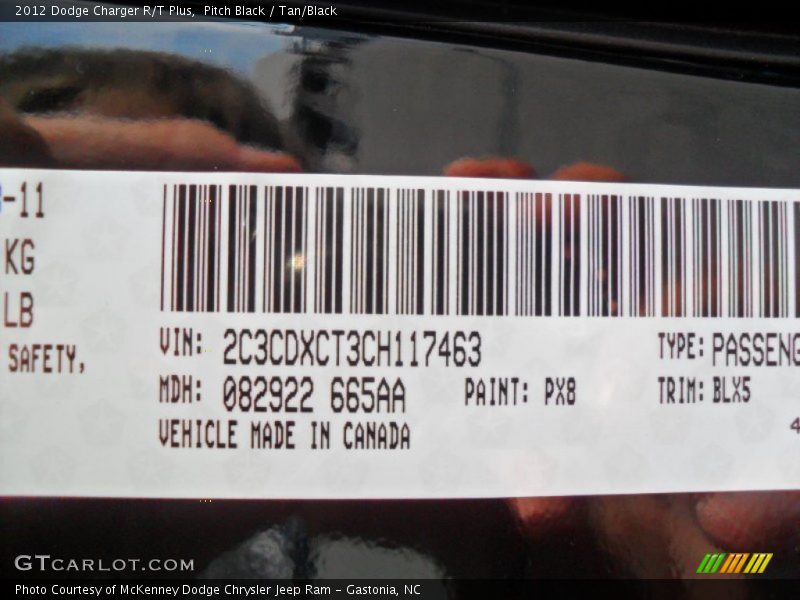 2012 Dodge Charger R/T Plus, Pitch Black / Tan/Black
-11
KG
LB
SAFETY,
VIN: 2C3CDXCT3CH117463
TYPE: PASSENG
MDH: 082922 665AA
PAINT: PX8
TRIM: BLX5
VEHICLE MADE IN CANADA
4
GTCARLOT.COM
Photo Courtesy of McKenney Dodge Chrysler Jeep Ram - Gastonia, NC